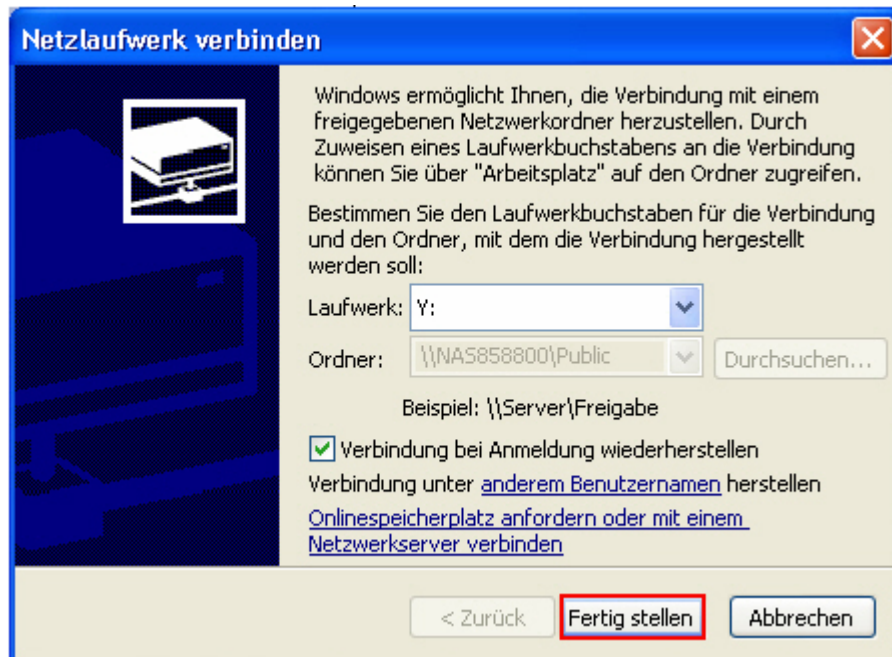 Netzlaufwerk verbinden
Windows ermöglicht Ihnen, die Verbindung mit einem
freigegebenen Netzwerkordner herzustellen. Durch
Zuweisen eines Laufwerkbuchstabens an die Verbindung
können Sie über "Arbeitsplatz" auf den Ordner zugreifen.
Bestimmen Sie den Laufwerkbuchstaben für die Verbindung
und den Ordner, mit dem die Verbindung hergestellt
werden soll:
Laufwerk: Y:
Ordner: \\NAS858800\Public Durchsuchen...
Beispiel: \\Server\Freigabe
Verbindung bei Anmeldung wiederherstellen
Verbindung unter anderem Benutzernamen herstellen
Onlinespeicherplatz anfordern oder mit einem
Netzwerkserver verbinden
< Zurück Fertig stellen Abbrechen